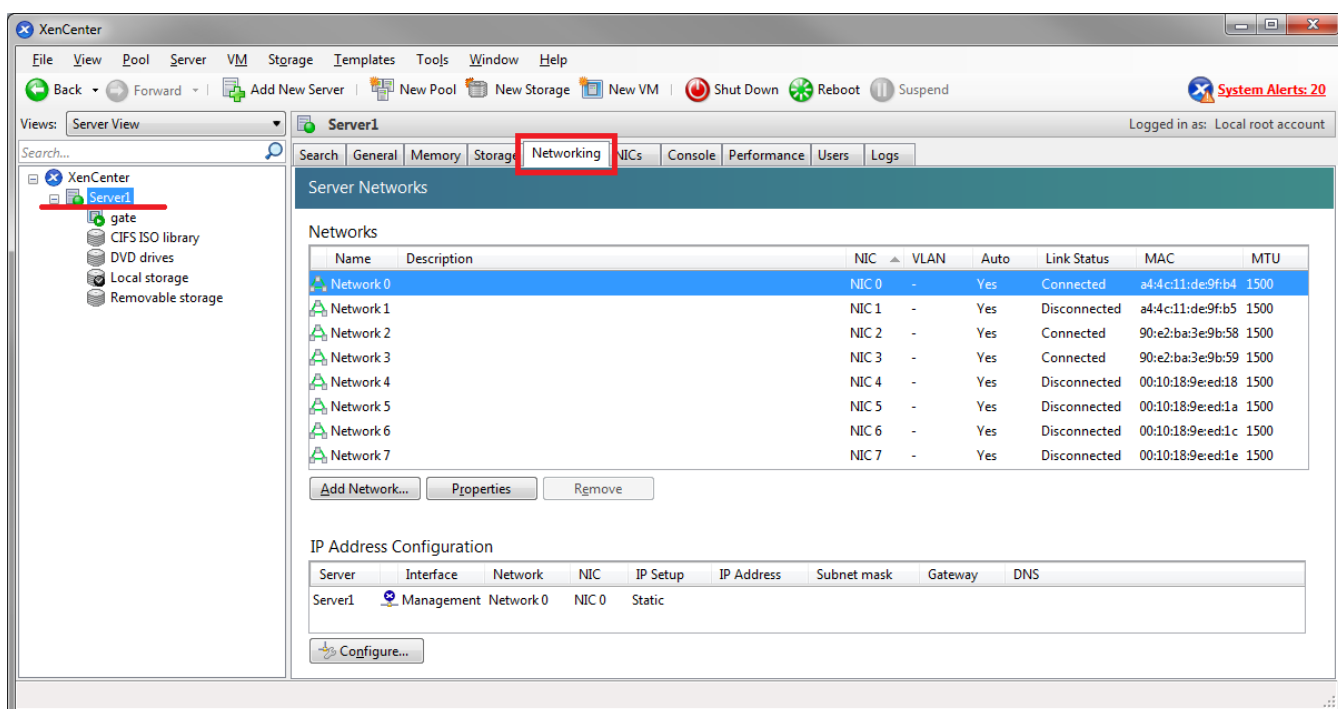 XenCenter
File View Pool Server VM Storage Templates Tools Window Help
Back Forward Add New Server New Pool New Storage New VM Shut Down Reboot Suspend System Alerts: 20
Views: Server View Server1 Logged in as: Local root account
Search... Search General Memory Storage Networking NICs Console Performance Users Logs
XenCenter
Server1
gate
CIFS ISO library
DVD drives
Local storage
Removable storage
Server Networks
Networks
Name Description NIC VLAN Auto Link Status MAC MTU
Network 0 NIC 0 - Yes Connected a4:4c:11:de:9f:b4 1500
Network 1 NIC 1 - Yes Disconnected a4:4c:11:de:9f:b5 1500
Network 2 NIC 2 - Yes Connected 90:e2:ba:3e:9b:58 1500
Network 3 NIC 3 - Yes Connected 90:e2:ba:3e:9b:59 1500
Network 4 NIC 4 - Yes Disconnected 00:10:18:9e:ed:18 1500
Network 5 NIC 5 - Yes Disconnected 00:10:18:9e:ed:1a 1500
Network 6 NIC 6 - Yes Disconnected 00:10:18:9e:ed:1c 1500
Network 7 NIC 7 - Yes Disconnected 00:10:18:9e:ed:1e 1500
Add Network... Properties Remove
IP Address Configuration
Server Interface Network NIC IP Setup IP Address Subnet mask Gateway DNS
Server1 Management Network 0 NIC 0 Static
Configure...